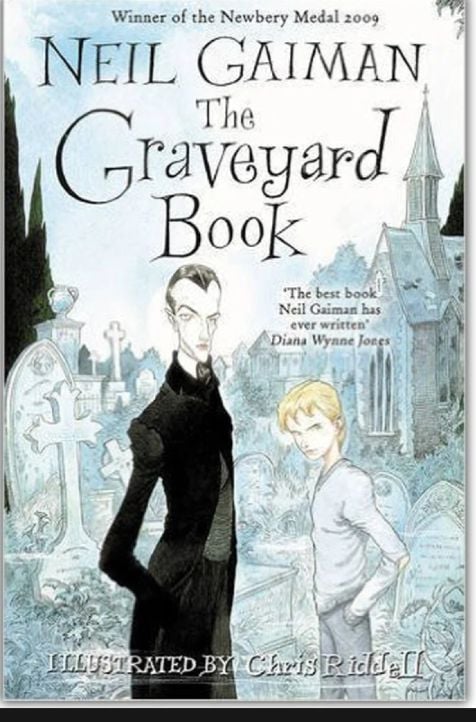 Winner of the Newbery Medal 2009
NEIL GAIMAN
The
Graveyard
Book
'The best book
Neil Gaiman has
ever written'
Diana Wynne Jones
ILLUSTRATED BY Chris Riddell